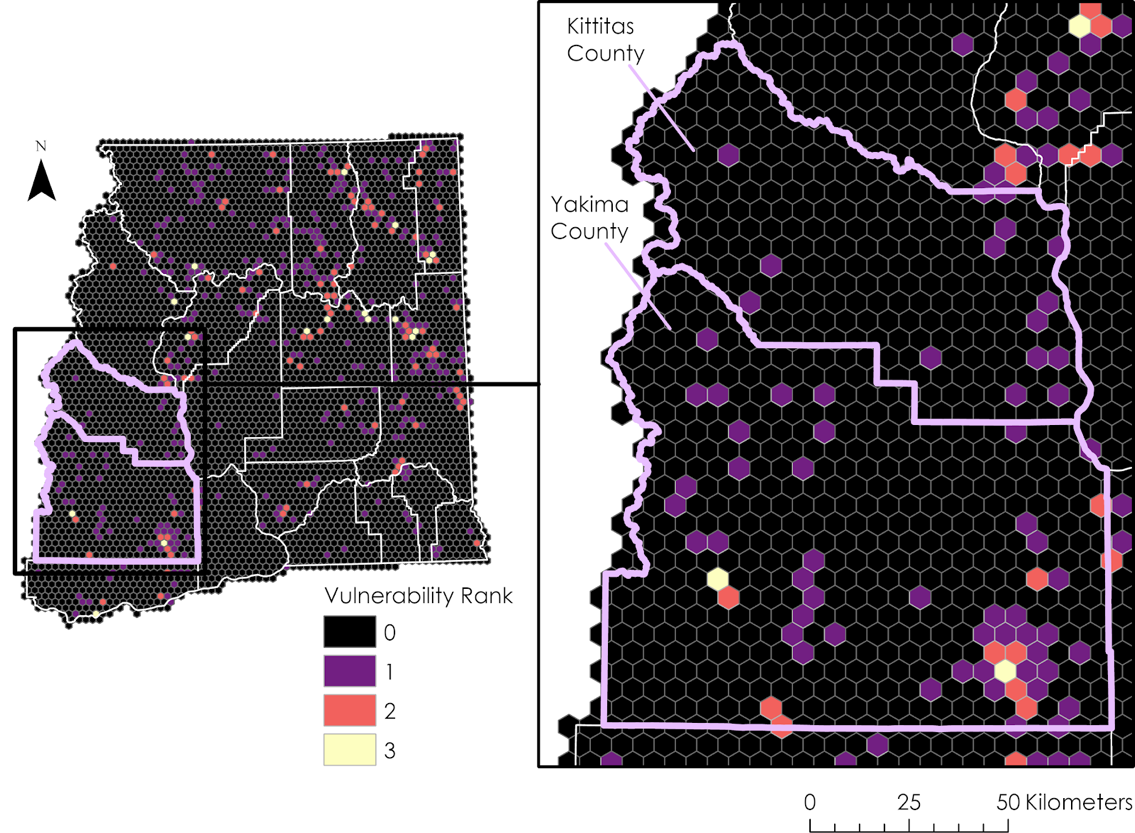 Kittitas
County
Yakima
County
N
Vulnerability Rank
0
1
2
3
0 25 50 Kilometers